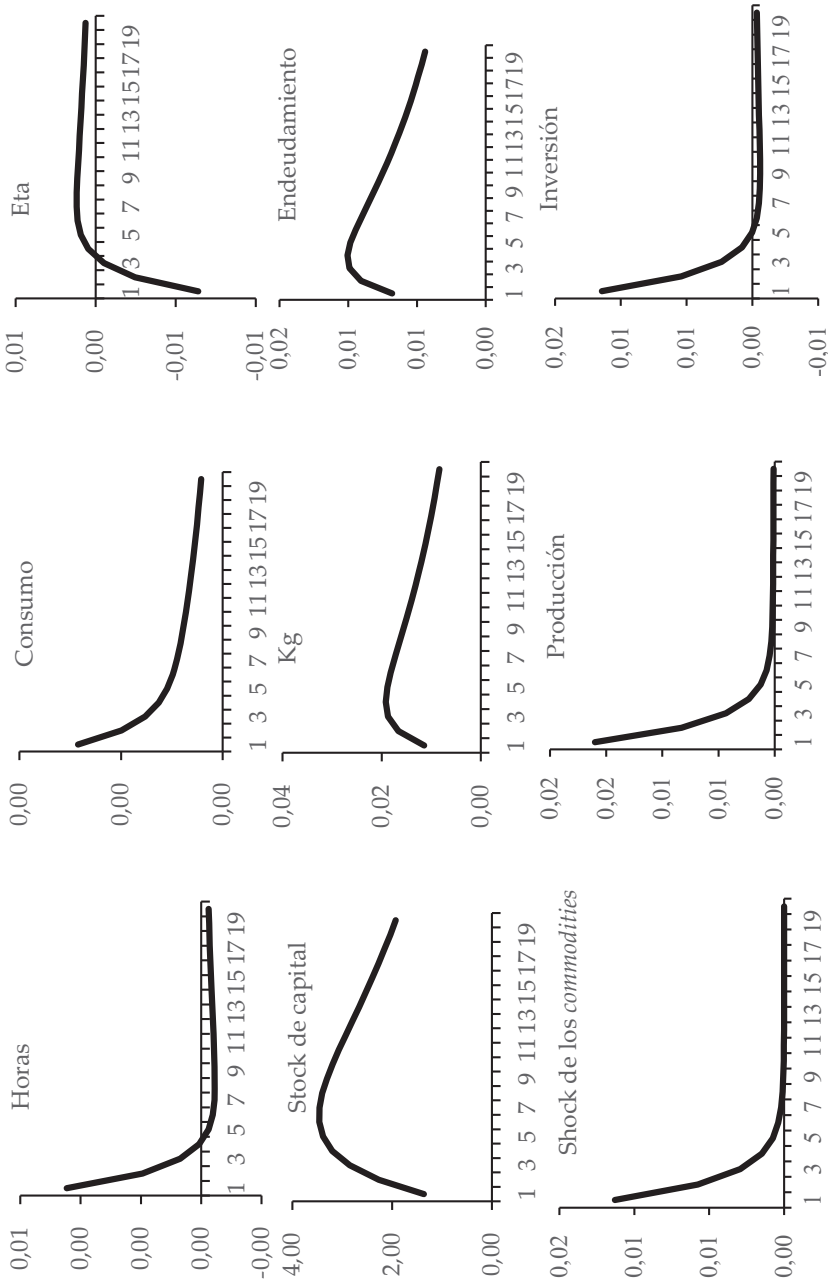 Horas
0,01
0,00
0,00
0,00
-0,00
1 3 5 7 9 11 13 15 17 19
Consumo
0,00
0,00
0,00
1 3 5 7 9 11 13 15 17 19
Eta
0,01
0,00
-0,01
-0,01
1 3 5 7 9 11 13 15 17 19
Stock de capital
4,00
2,00
0,00
1 3 5 7 9 11 13 15 17 19
Kg
0,04
0,02
0,00
1 3 5 7 9 11 13 15 17 19
Endeudamiento
0,02
0,01
0,01
0,00
1 3 5 7 9 11 13 15 17 19
Shock de los commodities
0,02
0,01
0,01
0,00
1 3 5 7 9 11 13 15 17 19
Producción
0,02
0,02
0,01
0,01
0,00
1 3 5 7 9 11 13 15 17 19
Inversión
0,02
0,01
0,01
0,00
-0,01
1 3 5 7 9 11 13 15 17 19